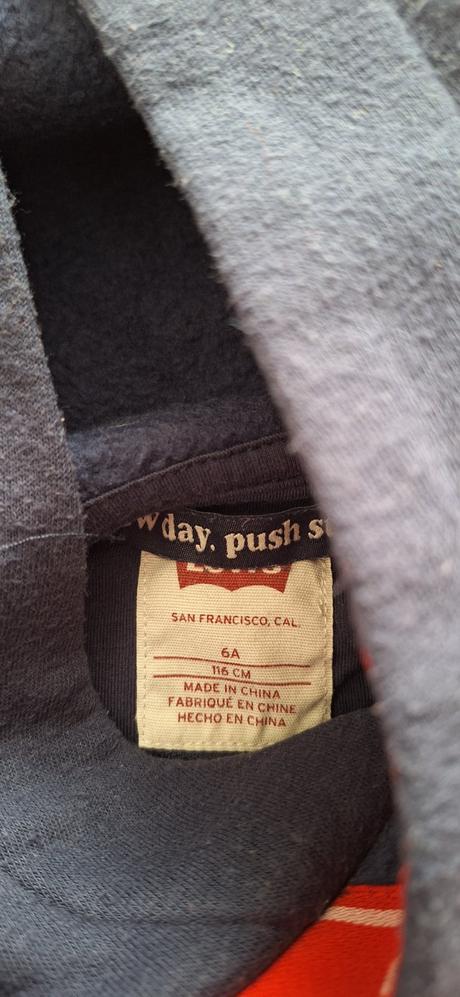 day. push
SAN FRANCISCO, CAL.
6A
116 CM
MADE IN CHINA
FABRIQUÉ EN CHINE
HECHO EN CHINA